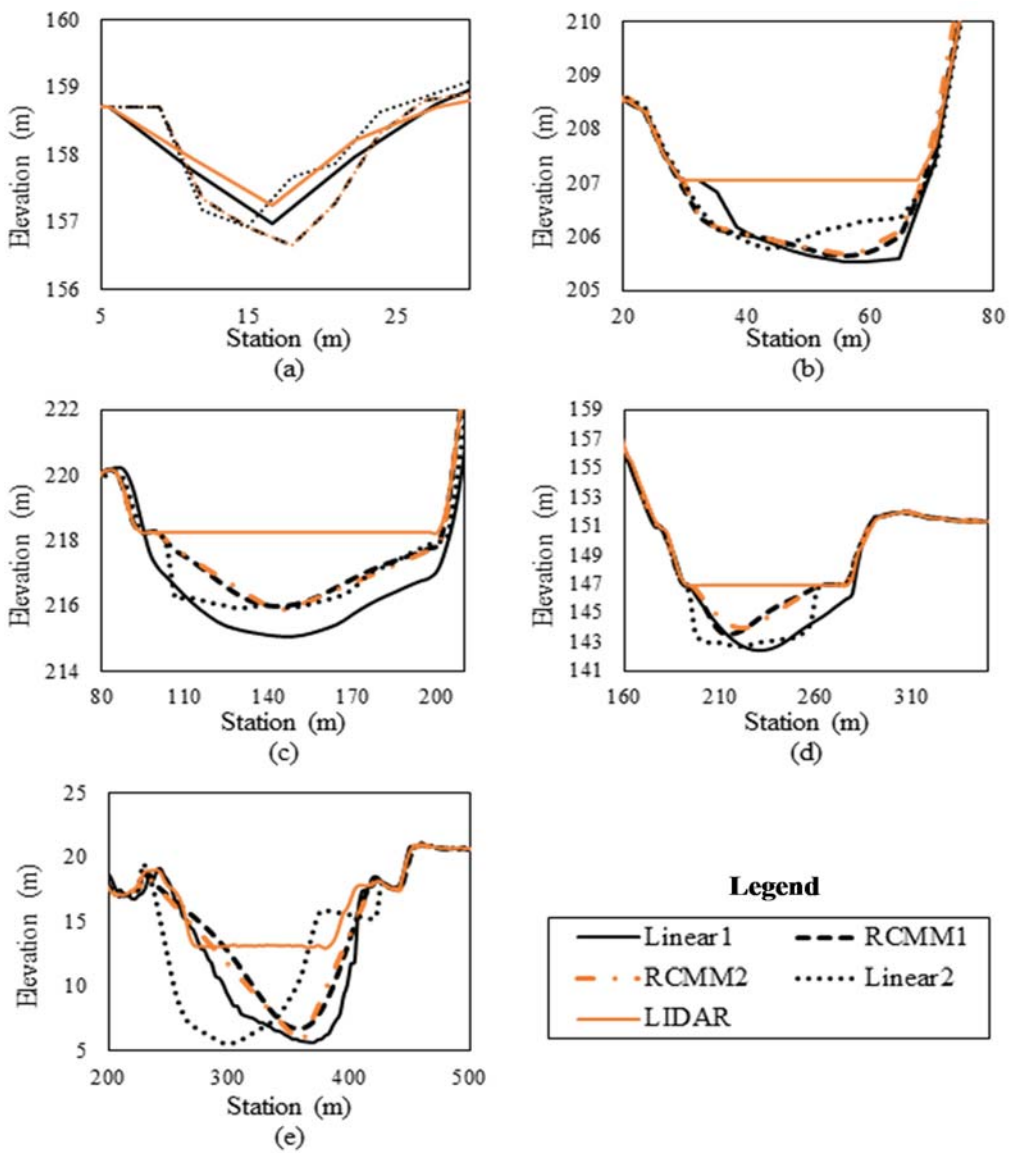 160
159
158
157
156
Elevation (m)
5
15
25
Station (m)
(a)
210
209
208
207
206
205
Elevation (m)
20
40
60
80
Station (m)
(b)
222
220
218
216
214
Elevation (m)
80
110
140
170
200
Station (m)
(c)
159
157
155
153
151
149
147
145
143
141
Elevation (m)
160
210
260
310
Station (m)
(d)
25
20
15
10
5
Elevation (m)
200
300
400
500
Station (m)
(e)
Legend
Linear1
RCMM1
RCMM2
Linear2
LIDAR